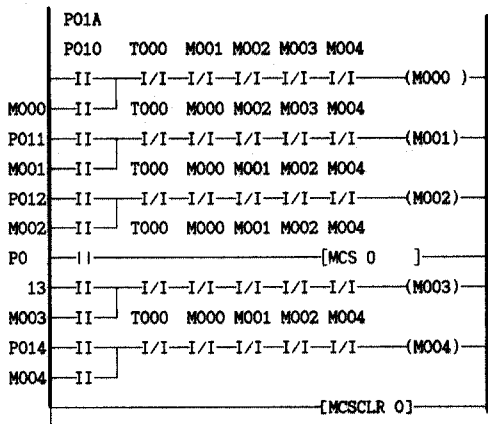 P01A
P010 T000 M001 M002 M003 M004
(M000 )
M000 T000 M000 M002 M003 M004
P011 (M001)
M001 T000 M000 M001 M002 M004
P012 (M002)
M002 T000 M000 M001 M002 M004
P0 [MCS 0 ]
13 (M003)
M003 T000 M000 M001 M002 M004
P014 (M004)
M004
[MCSCLR 0]